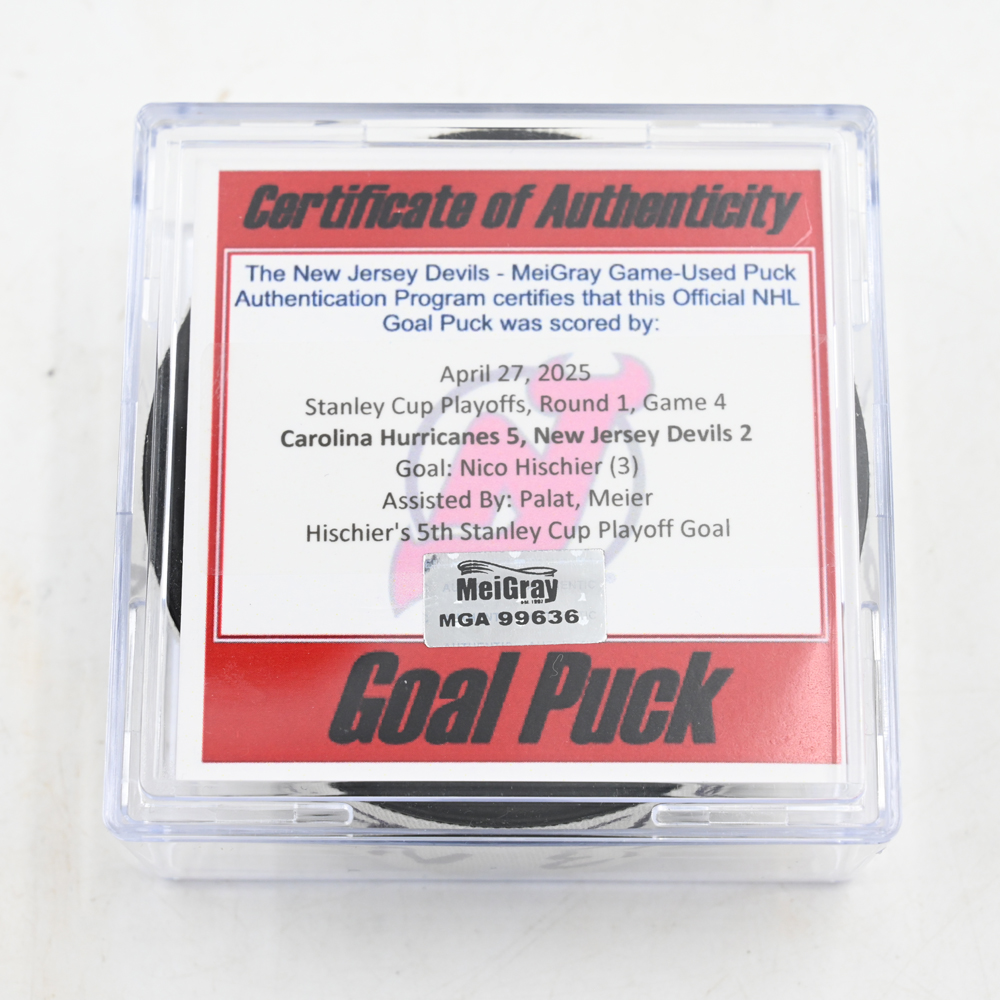 Certificate of Authenticity
The New Jersey Devils - MeiGray Game-Used Puck
Authentication Program certifies that this Official NHL
Goal Puck was scored by:
April 27, 2025
Stanley Cup Playoffs, Round 1, Game 4
Carolina Hurricanes 5, New Jersey Devils 2
Goal: Nico Hischier (3)
Assisted By: Palat, Meier
Hischier's 5th Stanley Cup Playoff Goal
MeiGray
est. 1997
MGA 99636
Goal Puck